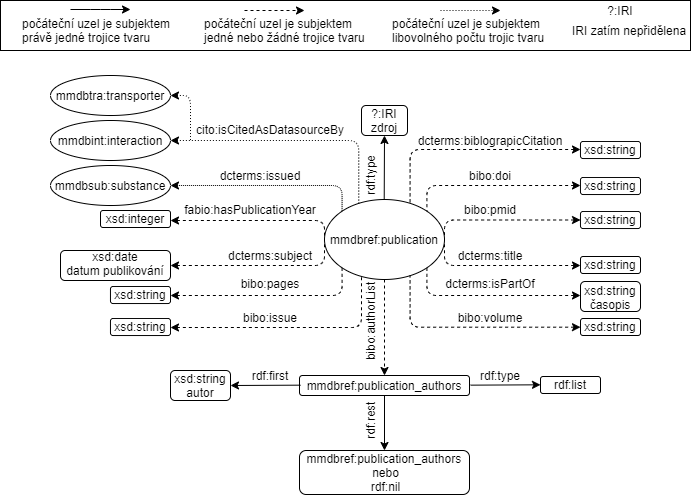 počáteční uzel je subjektem
právě jedné trojice tvaru
počáteční uzel je subjektem
jedné nebo žádné trojice tvaru
počáteční uzel je subjektem
libovolného počtu trojic tvaru
?:IRI
IRI zatím nepřidělena
mmdbtra:transporter
mmdbint:interaction
mmdbsub:substance
cito:isCitedAsDatasourceBy
?:IRI
zdroj
rdf:type
dcterms:biblograpicCitation
xsd:string
dcterms:issued
bibo:doi
xsd:string
xsd:integer
fabio:hasPublicationYear
bibo:pmid
xsd:string
mmdbref:publication
xsd:date
datum publikování
dcterms:subject
dcterms:title
xsd:string
xsd:string
bibo:pages
dcterms:isPartOf
xsd:string
časopis
xsd:string
bibo:issue
bibo:authorList
bibo:volume
xsd:string
xsd:string
autor
rdf:first
mmdbref:publication_authors
rdf:type
rdf:list
rdf:rest
mmdbref:publication_authors
nebo
rdf:nil